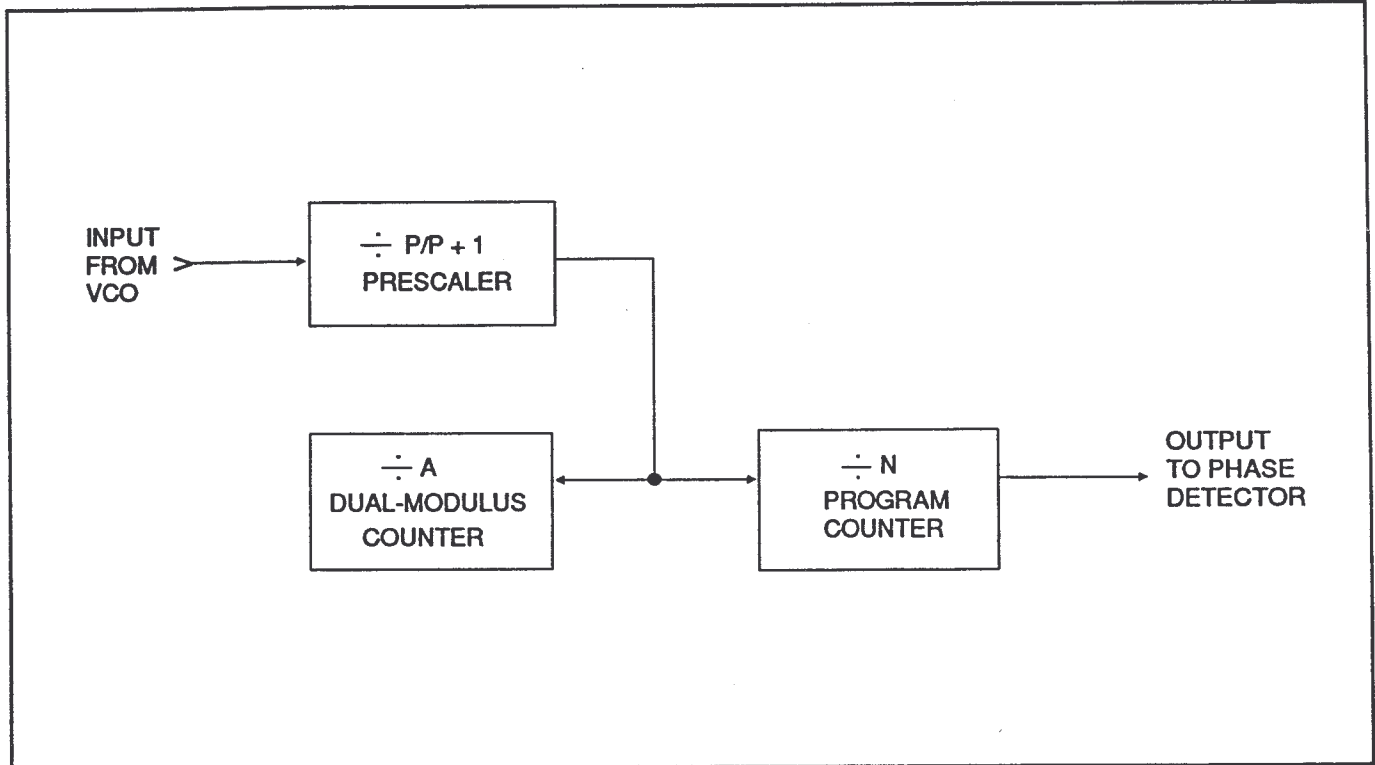 INPUT
FROM
VCO
÷ P/P + 1
PRESCALER
÷ A
DUAL-MODULUS
COUNTER
÷ N
PROGRAM
COUNTER
OUTPUT
TO PHASE
DETECTOR